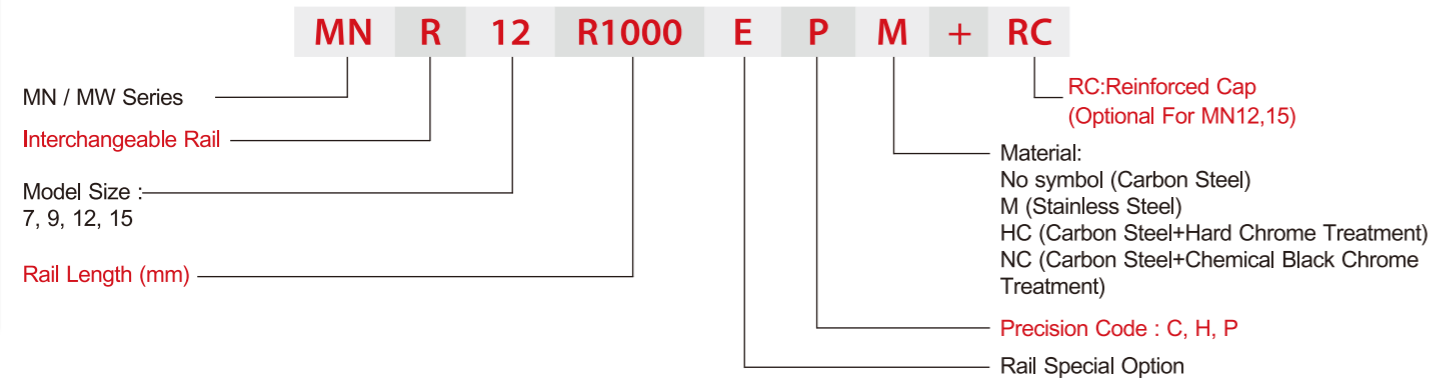 MN R 12 R1000 E P M + RC
MN / MW Series
Interchangeable Rail
Model Size :
7, 9, 12, 15
Rail Length (mm)
RC:Reinforced Cap
(Optional For MN12,15)
Material:
No symbol (Carbon Steel)
M (Stainless Steel)
HC (Carbon Steel+Hard Chrome Treatment)
NC (Carbon Steel+Chemical Black Chrome
Treatment)
Precision Code : C, H, P
Rail Special Option